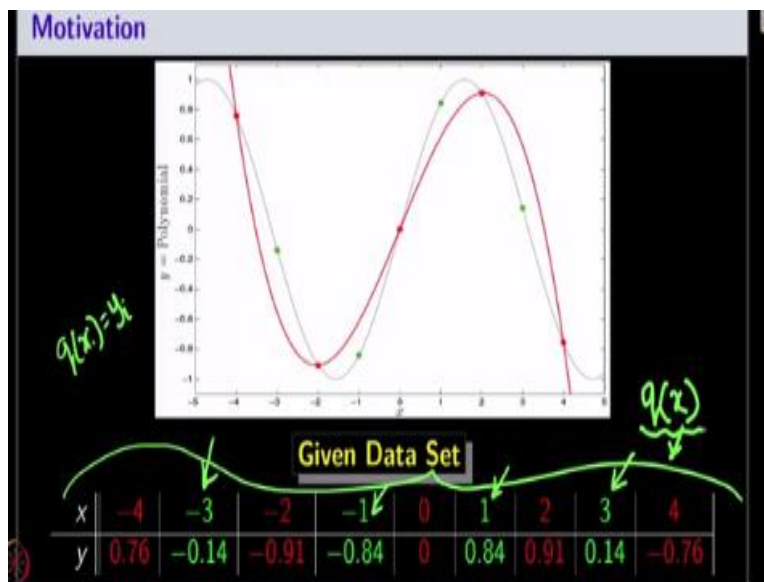 Motivation
1
0.8
0.6
0.4
0.2
0
-0.2
-0.4
-0.6
-0.8
-1
y = Polynomial
-5 -4 -3 -2 -1 0 1 2 3 4 5
x
q(xi)=yi
q(x)
Given Data Set
x −4 −3 −2 −1 0 1 2 3 4
y 0.76 −0.14 −0.91 −0.84 0 0.84 0.91 0.14 −0.76